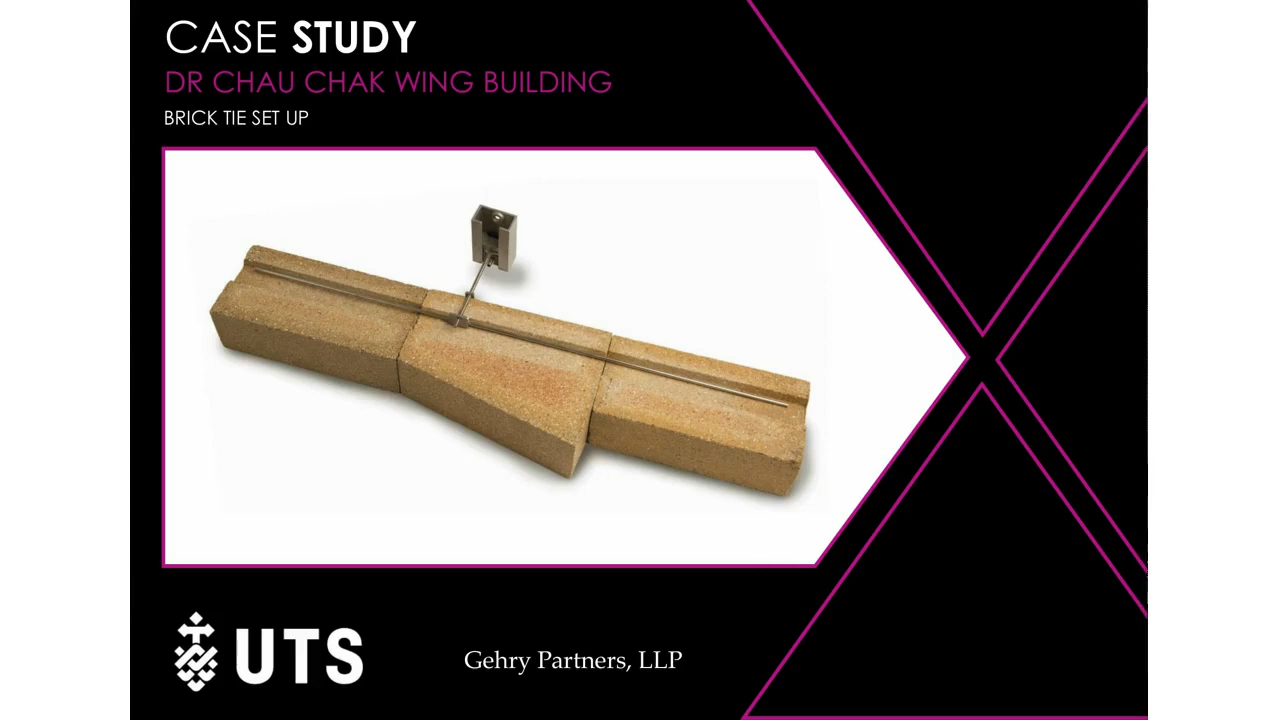 CASE STUDY
DR CHAU CHAK WING BUILDING
BRICK TIE SET UP
UTS
Gehry Partners, LLP